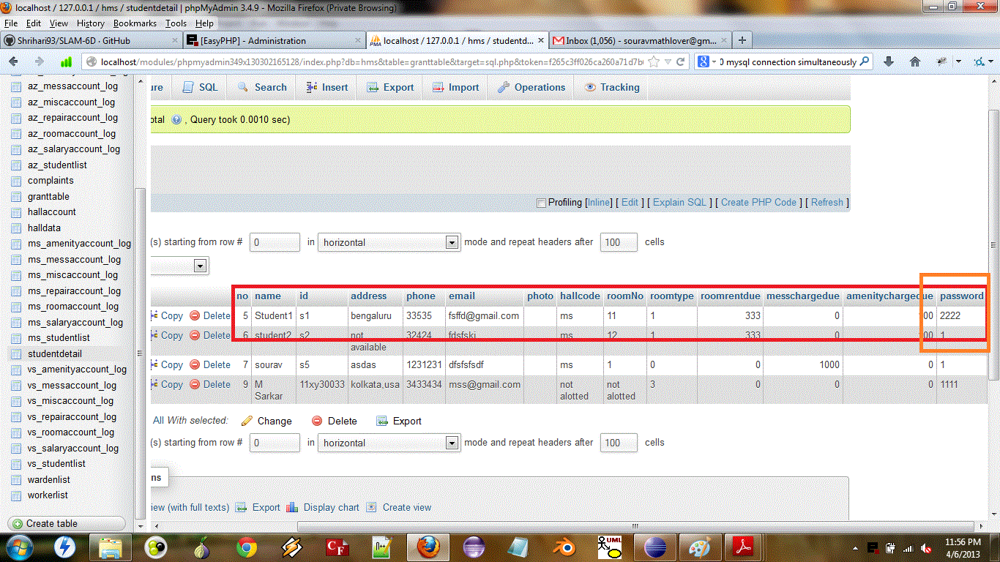 localhost / 127.0.0.1 / hms / studentdetail | phpMyAdmin 3.4.9 - Mozilla Firefox (Private Browsing)
File Edit View History Bookmarks Tools Help
Shrihari93/SLAM-6D · GitHub × [EasyPHP] - Administration × localhost / 127.0.0.1 / hms / studentd... × Inbox (1,056) - souravmathlover@gm... × +
localhost/modules/phpmyadmin349x130302165128/index.php?db=hms&table=granttable&target=sql.php&token=f265c3ff026ca260a71d7b 0 mysql connection simultaneously
az_messaccount_log
az_miscaccount_log
az_repairaccount_log
az_roomaccount_log
az_salaryaccount_log
az_studentlist
complaints
granttable
hallaccount
halldata
ms_amenityaccount_log
ms_messaccount_log
ms_miscaccount_log
ms_repairaccount_log
ms_roomaccount_log
ms_salaryaccount_log
ms_studentlist
studentdetail
vs_amenityaccount_log
vs_messaccount_log
vs_miscaccount_log
vs_repairaccount_log
vs_roomaccount_log
vs_salaryaccount_log
vs_studentlist
wardenlist
workerlist
Create table
ure SQL Search Insert Export Import Operations Tracking
otal , Query took 0.0010 sec)
Profiling [Inline] [ Edit ] [ Explain SQL ] [ Create PHP Code ] [ Refresh ]
(s) starting from row # 0 in horizontal mode and repeat headers after 100 cells
no name id address phone email photo hallcode roomNo roomtype roomrentdue messchargedue amenitychargedue password
Copy Delete 5 Student1 s1 bengaluru 33535 fsffd@gmail.com ms 11 1 333 0 100 2222
Copy Delete 6 student2 s2 not 32424 fdsfski ms 12 1 333 0 100 1
available
Copy Delete 7 sourav s5 asdas 1231231 dfsfsfsdf ms 1 0 0 1000 0 1
Copy Delete 9 M 11xy30033 kolkata,usa 3433434 mss@gmail.com not not 3 0 0 0 1111
Sarkar alotted alotted
All With selected: Change Delete Export
(s) starting from row # 0 in horizontal mode and repeat headers after 100 cells
ns
iew (with full texts) Export Display chart Create view
CF
n++
UML
11:56 PM
4/6/2013